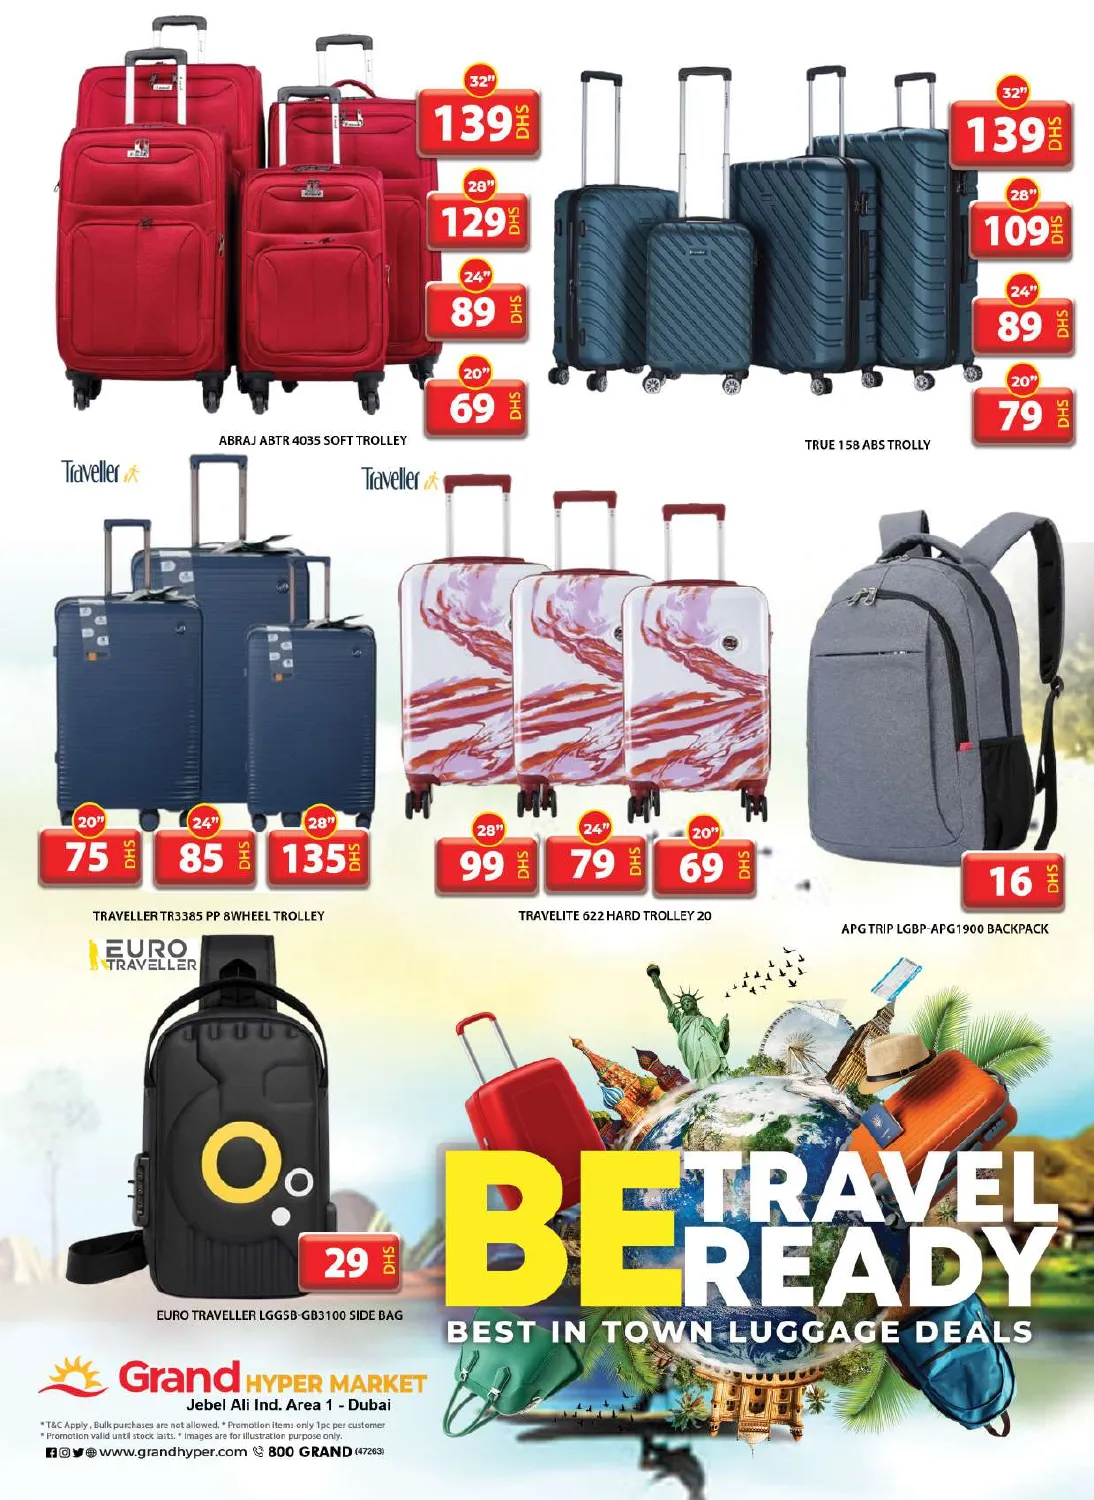 32”
139 DHS
28”
129 DHS
24”
89 DHS
20”
69 DHS
ABRAJ ABTR 4035 SOFT TROLLEY
32”
139 DHS
28”
109 DHS
24”
89 DHS
20”
79 DHS
TRUE 158 ABS TROLLY
Traveller
20”
75 DHS
24”
85 DHS
28”
135 DHS
TRAVELLER TR3385 PP 8WHEEL TROLLEY
Traveller
28”
99 DHS
24”
79 DHS
20”
69 DHS
TRAVELITE 622 HARD TROLLEY 20
16 DHS
APG TRIP LGBP-APG1900 BACKPACK
EURO
TRAVELLER
29 DHS
EURO TRAVELLER LGGSB-GB3100 SIDE BAG
BE TRAVEL
READY
BEST IN TOWN LUGGAGE DEALS
Grand HYPER MARKET
Jebel Ali Ind. Area 1 - Dubai
* T&C Apply , Bulk purchases are not allowed. * Promotion items only 1pc per customer
* Promotion valid until stock lasts. * Images are for illustration purpose only.
www.grandhyper.com 800 GRAND (47263)